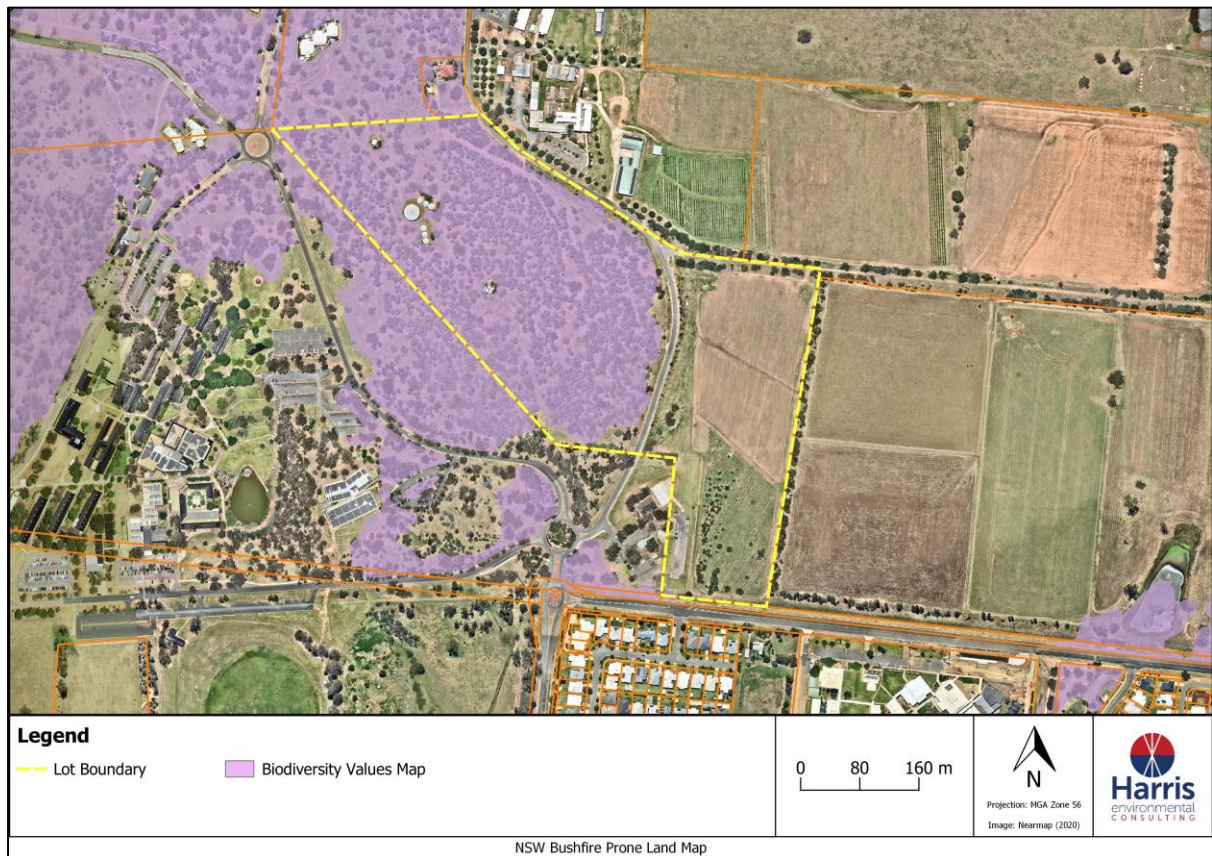 Legend
Lot Boundary
Biodiversity Values Map
0 80 160 m
N
Projection: MGA Zone 56
Image: Nearmap (2020)
Harris
environmental
CONSULTING
NSW Bushfire Prone Land Map